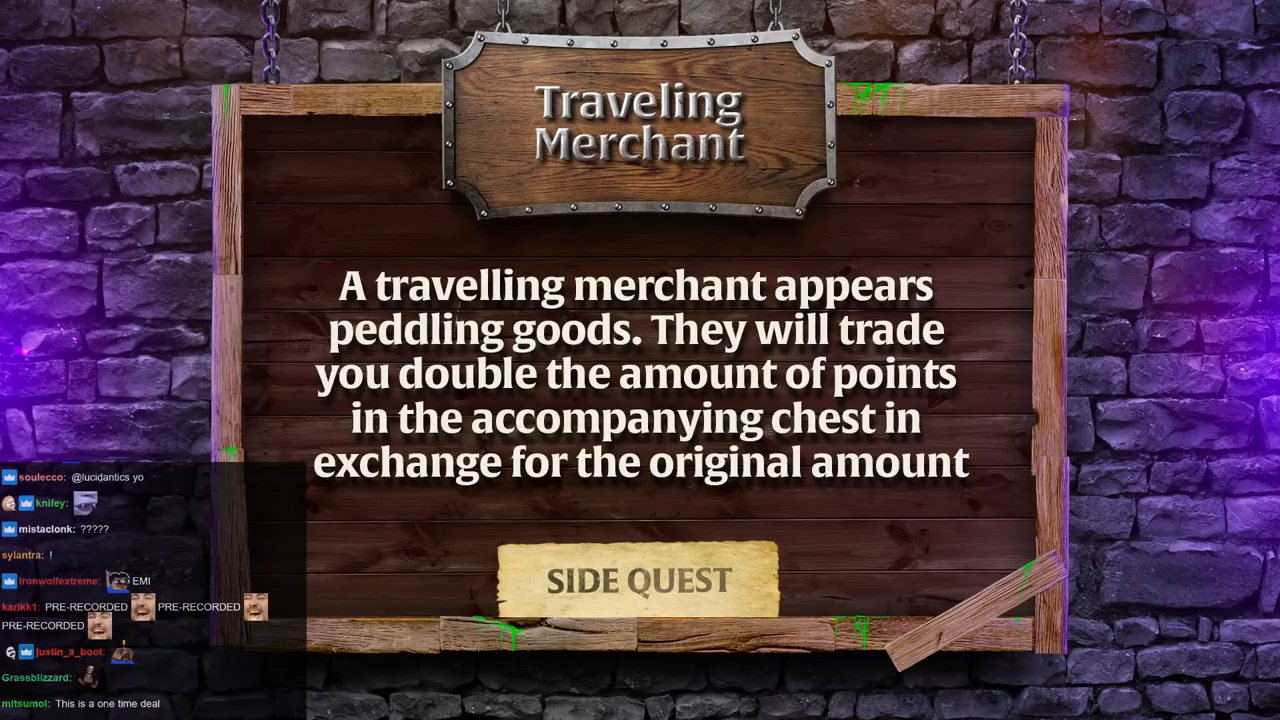 Traveling
Merchant
A travelling merchant appears
peddling goods. They will trade
you double the amount of points
in the accompanying chest in
exchange for the original amount
SIDE QUEST
soulecco: @lucidantics yo
knifey:
mistaclonk: ?????
sylantra: !
Ironwolfextreme: EMI
karikk1: PRE-RECORDED PRE-RECORDED
PRE-RECORDED
justin_a_boot:
Grassblizzard:
mitsumoi: This is a one time deal